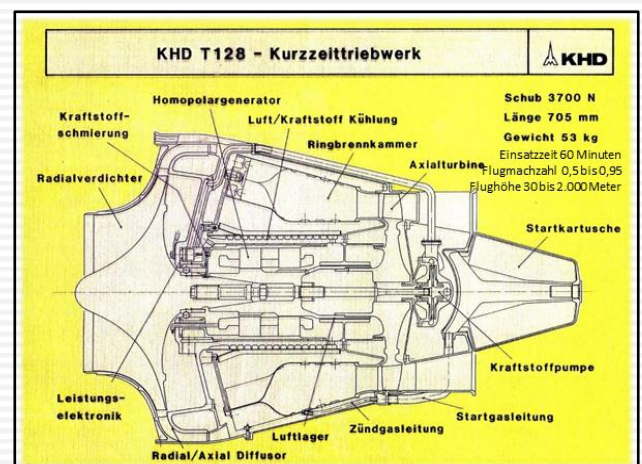 KHD T128 - Kurzzeittriebwerk
KHD
Schub 3700 N
Länge 705 mm
Gewicht 53 kg
Einsatzzeit 60 Minuten
Flugmachzahl 0,5 bis 0,95
Flughöhe 30 bis 2.000 Meter
Homopolargenerator
Kraftstoff-
schmierung
Luft/Kraftstoff Kühlung
Ringbrennkammer
Axialturbine
Radialverdichter
Startkartusche
Kraftstoffpumpe
Leistungs-
elektronik
Luftlager
Zündgasleitung
Startgasleitung
Radial/Axial Diffusor